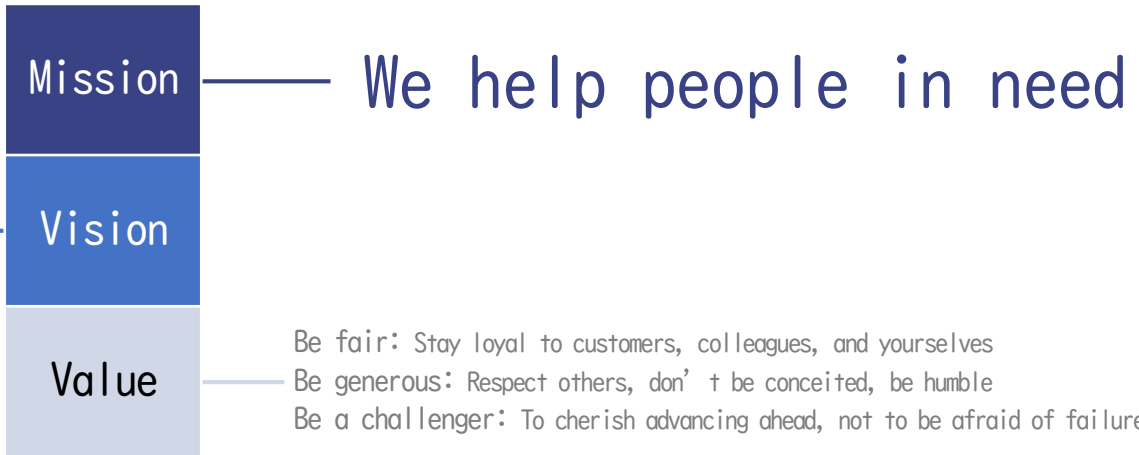 Mission
We help people in need
Vision
Value
Be fair: Stay loyal to customers, colleagues, and yourselves
Be generous: Respect others, don’t be conceited, be humble
Be a challenger: To cherish advancing ahead, not to be afraid of failure